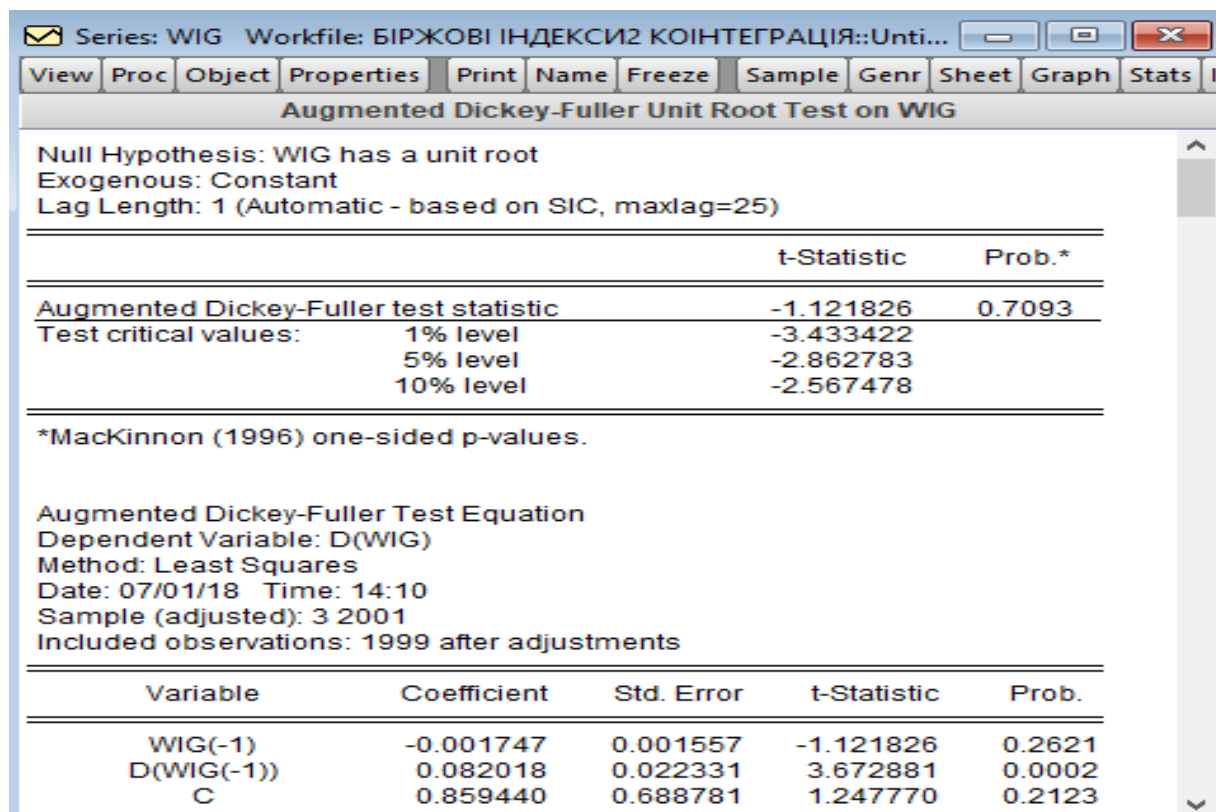 Series: WIG Workfile: БІРЖОВІ ІНДЕКСИ2 КОІНТЕГРАЦІЯ::Unti...
View Proc Object Properties Print Name Freeze Sample Genr Sheet Graph Stats
Augmented Dickey-Fuller Unit Root Test on WIG
Null Hypothesis: WIG has a unit root
Exogenous: Constant
Lag Length: 1 (Automatic - based on SIC, maxlag=25)
t-Statistic Prob.*
Augmented Dickey-Fuller test statistic -1.121826 0.7093
Test critical values: 1% level -3.433422
5% level -2.862783
10% level -2.567478
*MacKinnon (1996) one-sided p-values.
Augmented Dickey-Fuller Test Equation
Dependent Variable: D(WIG)
Method: Least Squares
Date: 07/01/18 Time: 14:10
Sample (adjusted): 3 2001
Included observations: 1999 after adjustments
Variable Coefficient Std. Error t-Statistic Prob.
WIG(-1) -0.001747 0.001557 -1.121826 0.2621
D(WIG(-1)) 0.082018 0.022331 3.672881 0.0002
C 0.859440 0.688781 1.247770 0.2123